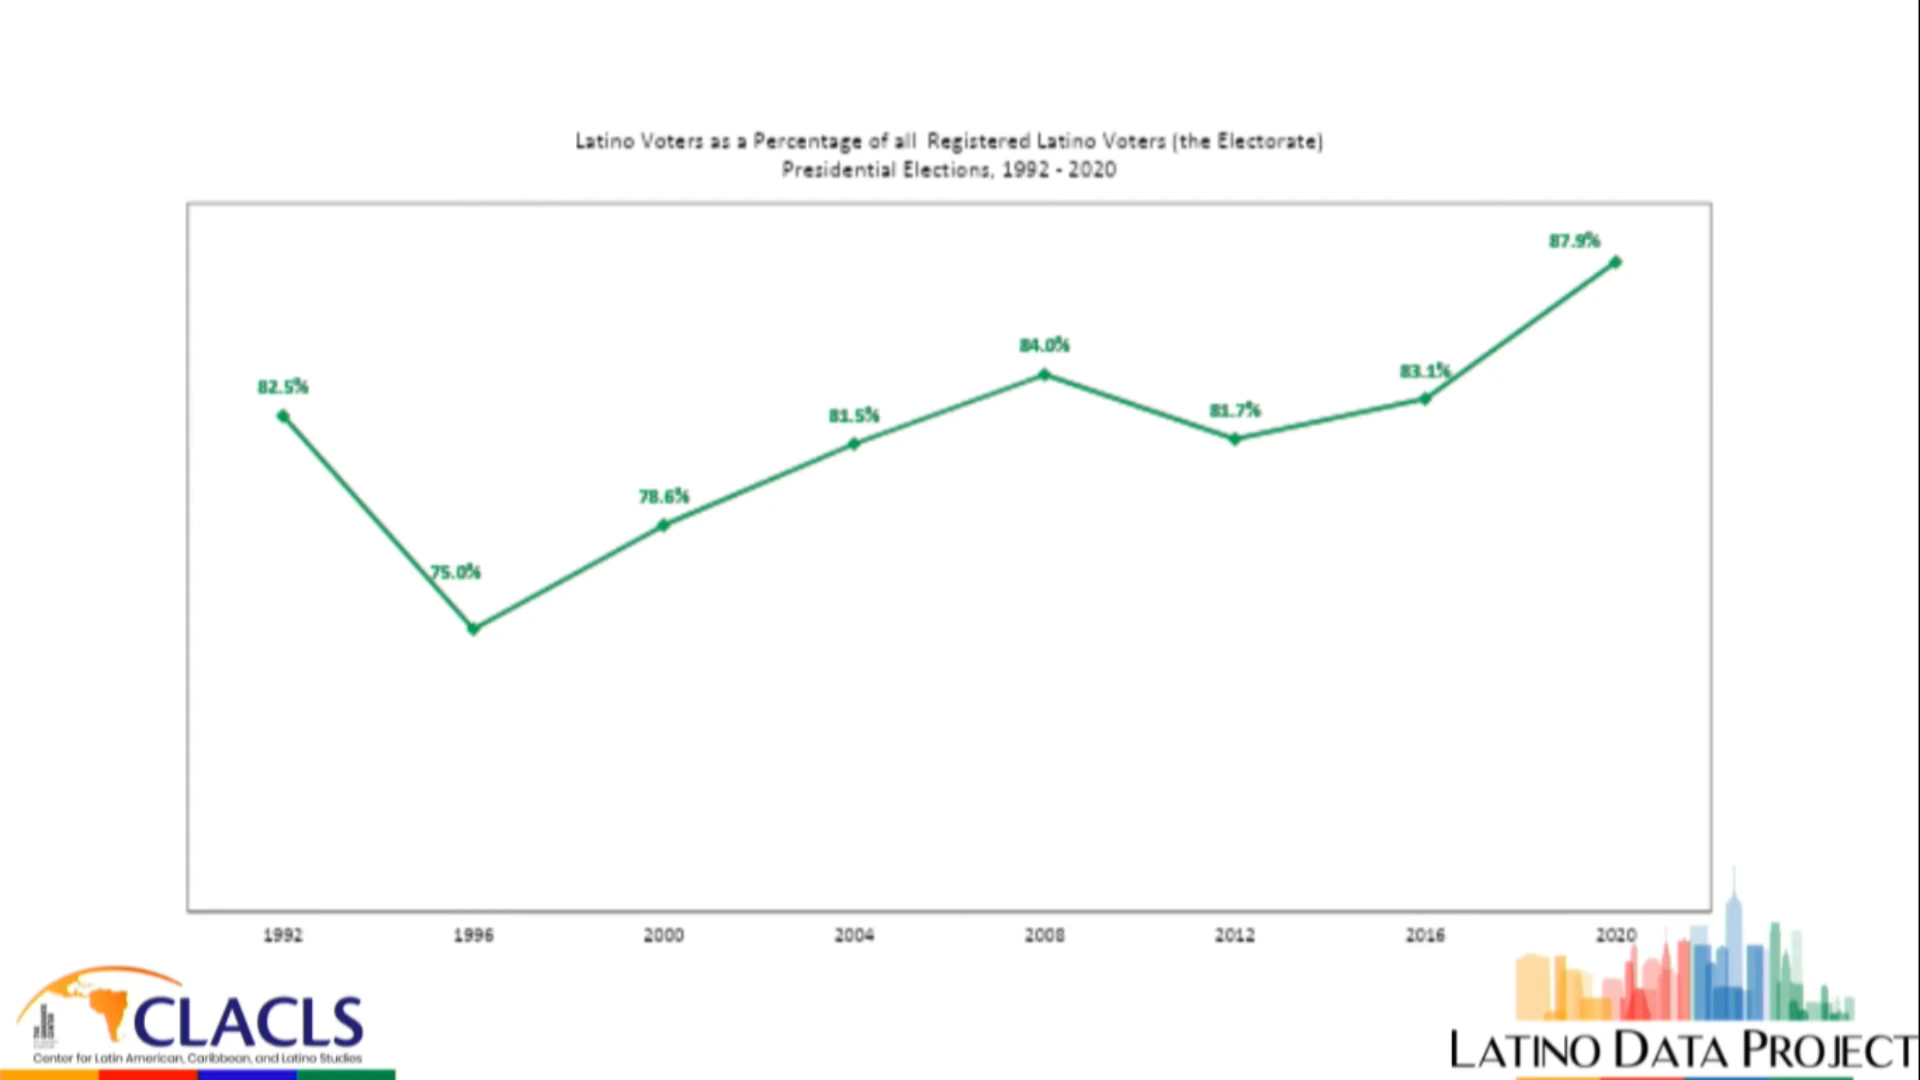 Latino Voters as a Percentage of all Registered Latino Voters (the Electorate)
Presidential Elections, 1992 - 2020
87.9%
84.0%
83.1%
82.5%
81.5%
81.7%
78.6%
75.0%
1992 1996 2000 2004 2008 2012 2016 2020
CLACLS
Center for Latin American, Caribbean, and Latino Studies
LATINO DATA PROJECT